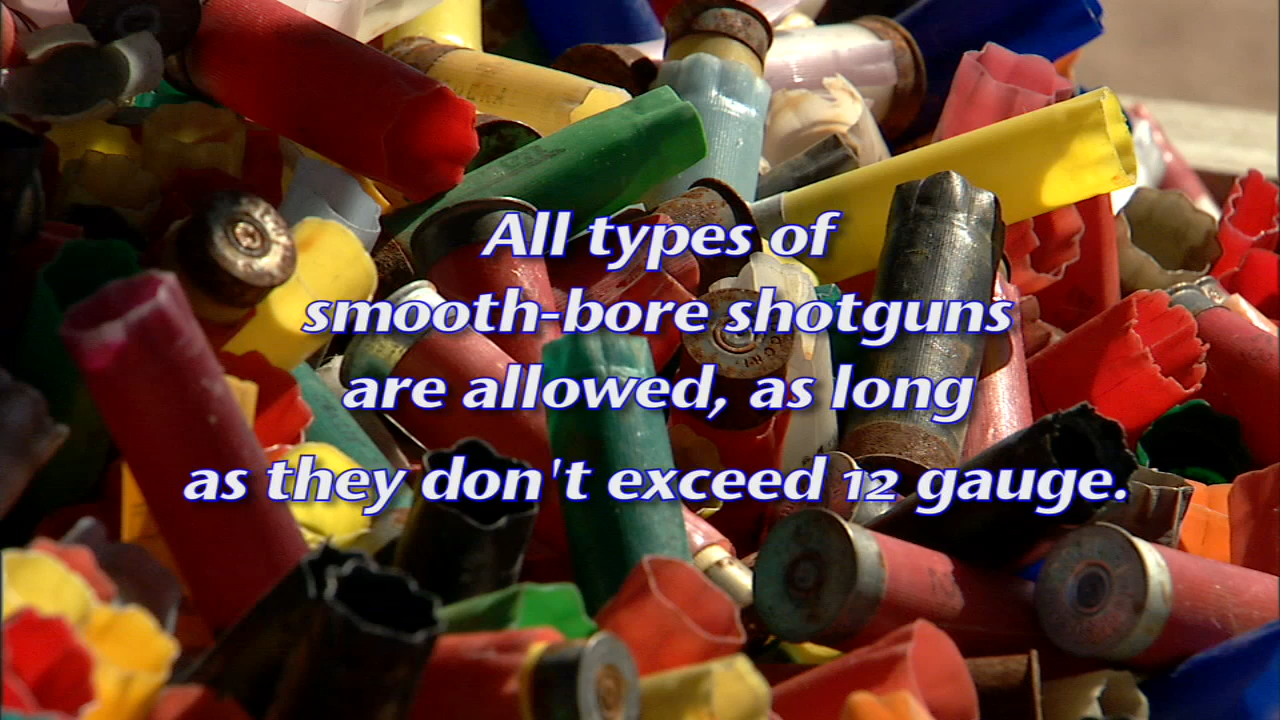 All types of
smooth-bore shotguns
are allowed, as long
as they don't exceed 12 gauge.